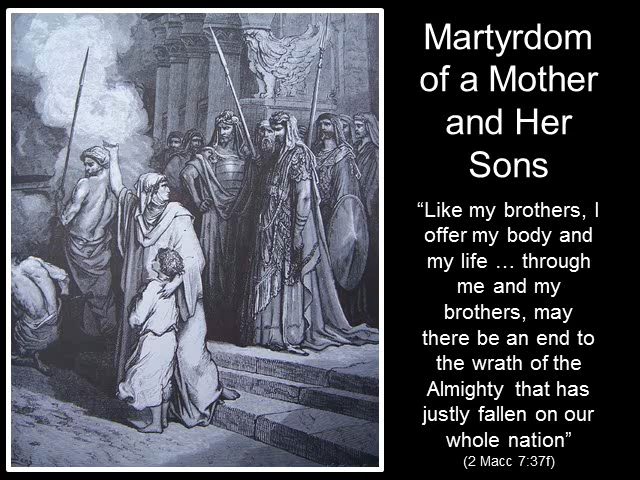 Martyrdom
of a Mother
and Her
Sons
“Like my brothers, I
offer my body and
my life … through
me and my
brothers, may
there be an end to
the wrath of the
Almighty that has
justly fallen on our
whole nation”
(2 Macc 7:37f)